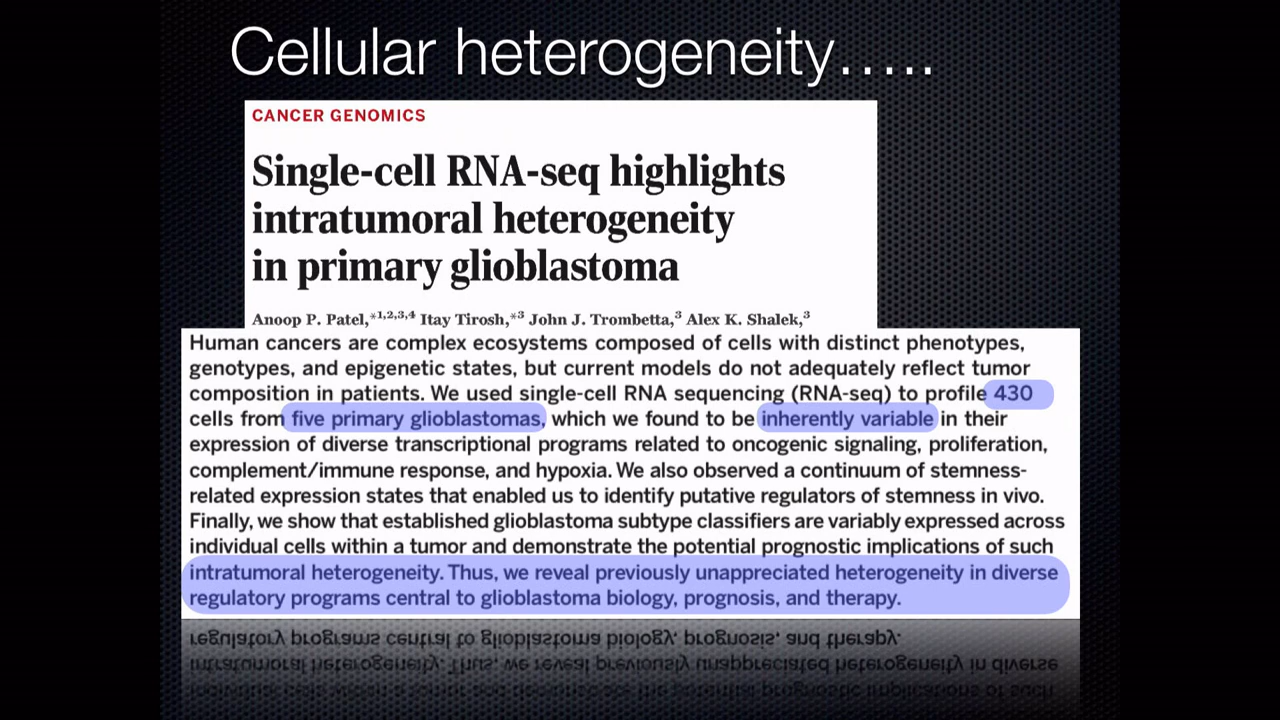 Cellular heterogeneity.....
CANCER GENOMICS
Single-cell RNA-seq highlights
intratumoral heterogeneity
in primary glioblastoma
Anoop P. Patel,*1,2,3,4 Itay Tirosh,*3 John J. Trombetta,3 Alex K. Shalek,3
Human cancers are complex ecosystems composed of cells with distinct phenotypes,
genotypes, and epigenetic states, but current models do not adequately reflect tumor
composition in patients. We used single-cell RNA sequencing (RNA-seq) to profile 430
cells from five primary glioblastomas, which we found to be inherently variable in their
expression of diverse transcriptional programs related to oncogenic signaling, proliferation,
complement/immune response, and hypoxia. We also observed a continuum of stemness-
related expression states that enabled us to identify putative regulators of stemness in vivo.
Finally, we show that established glioblastoma subtype classifiers are variably expressed across
individual cells within a tumor and demonstrate the potential prognostic implications of such
intratumoral heterogeneity. Thus, we reveal previously unappreciated heterogeneity in diverse
regulatory programs central to glioblastoma biology, prognosis, and therapy.